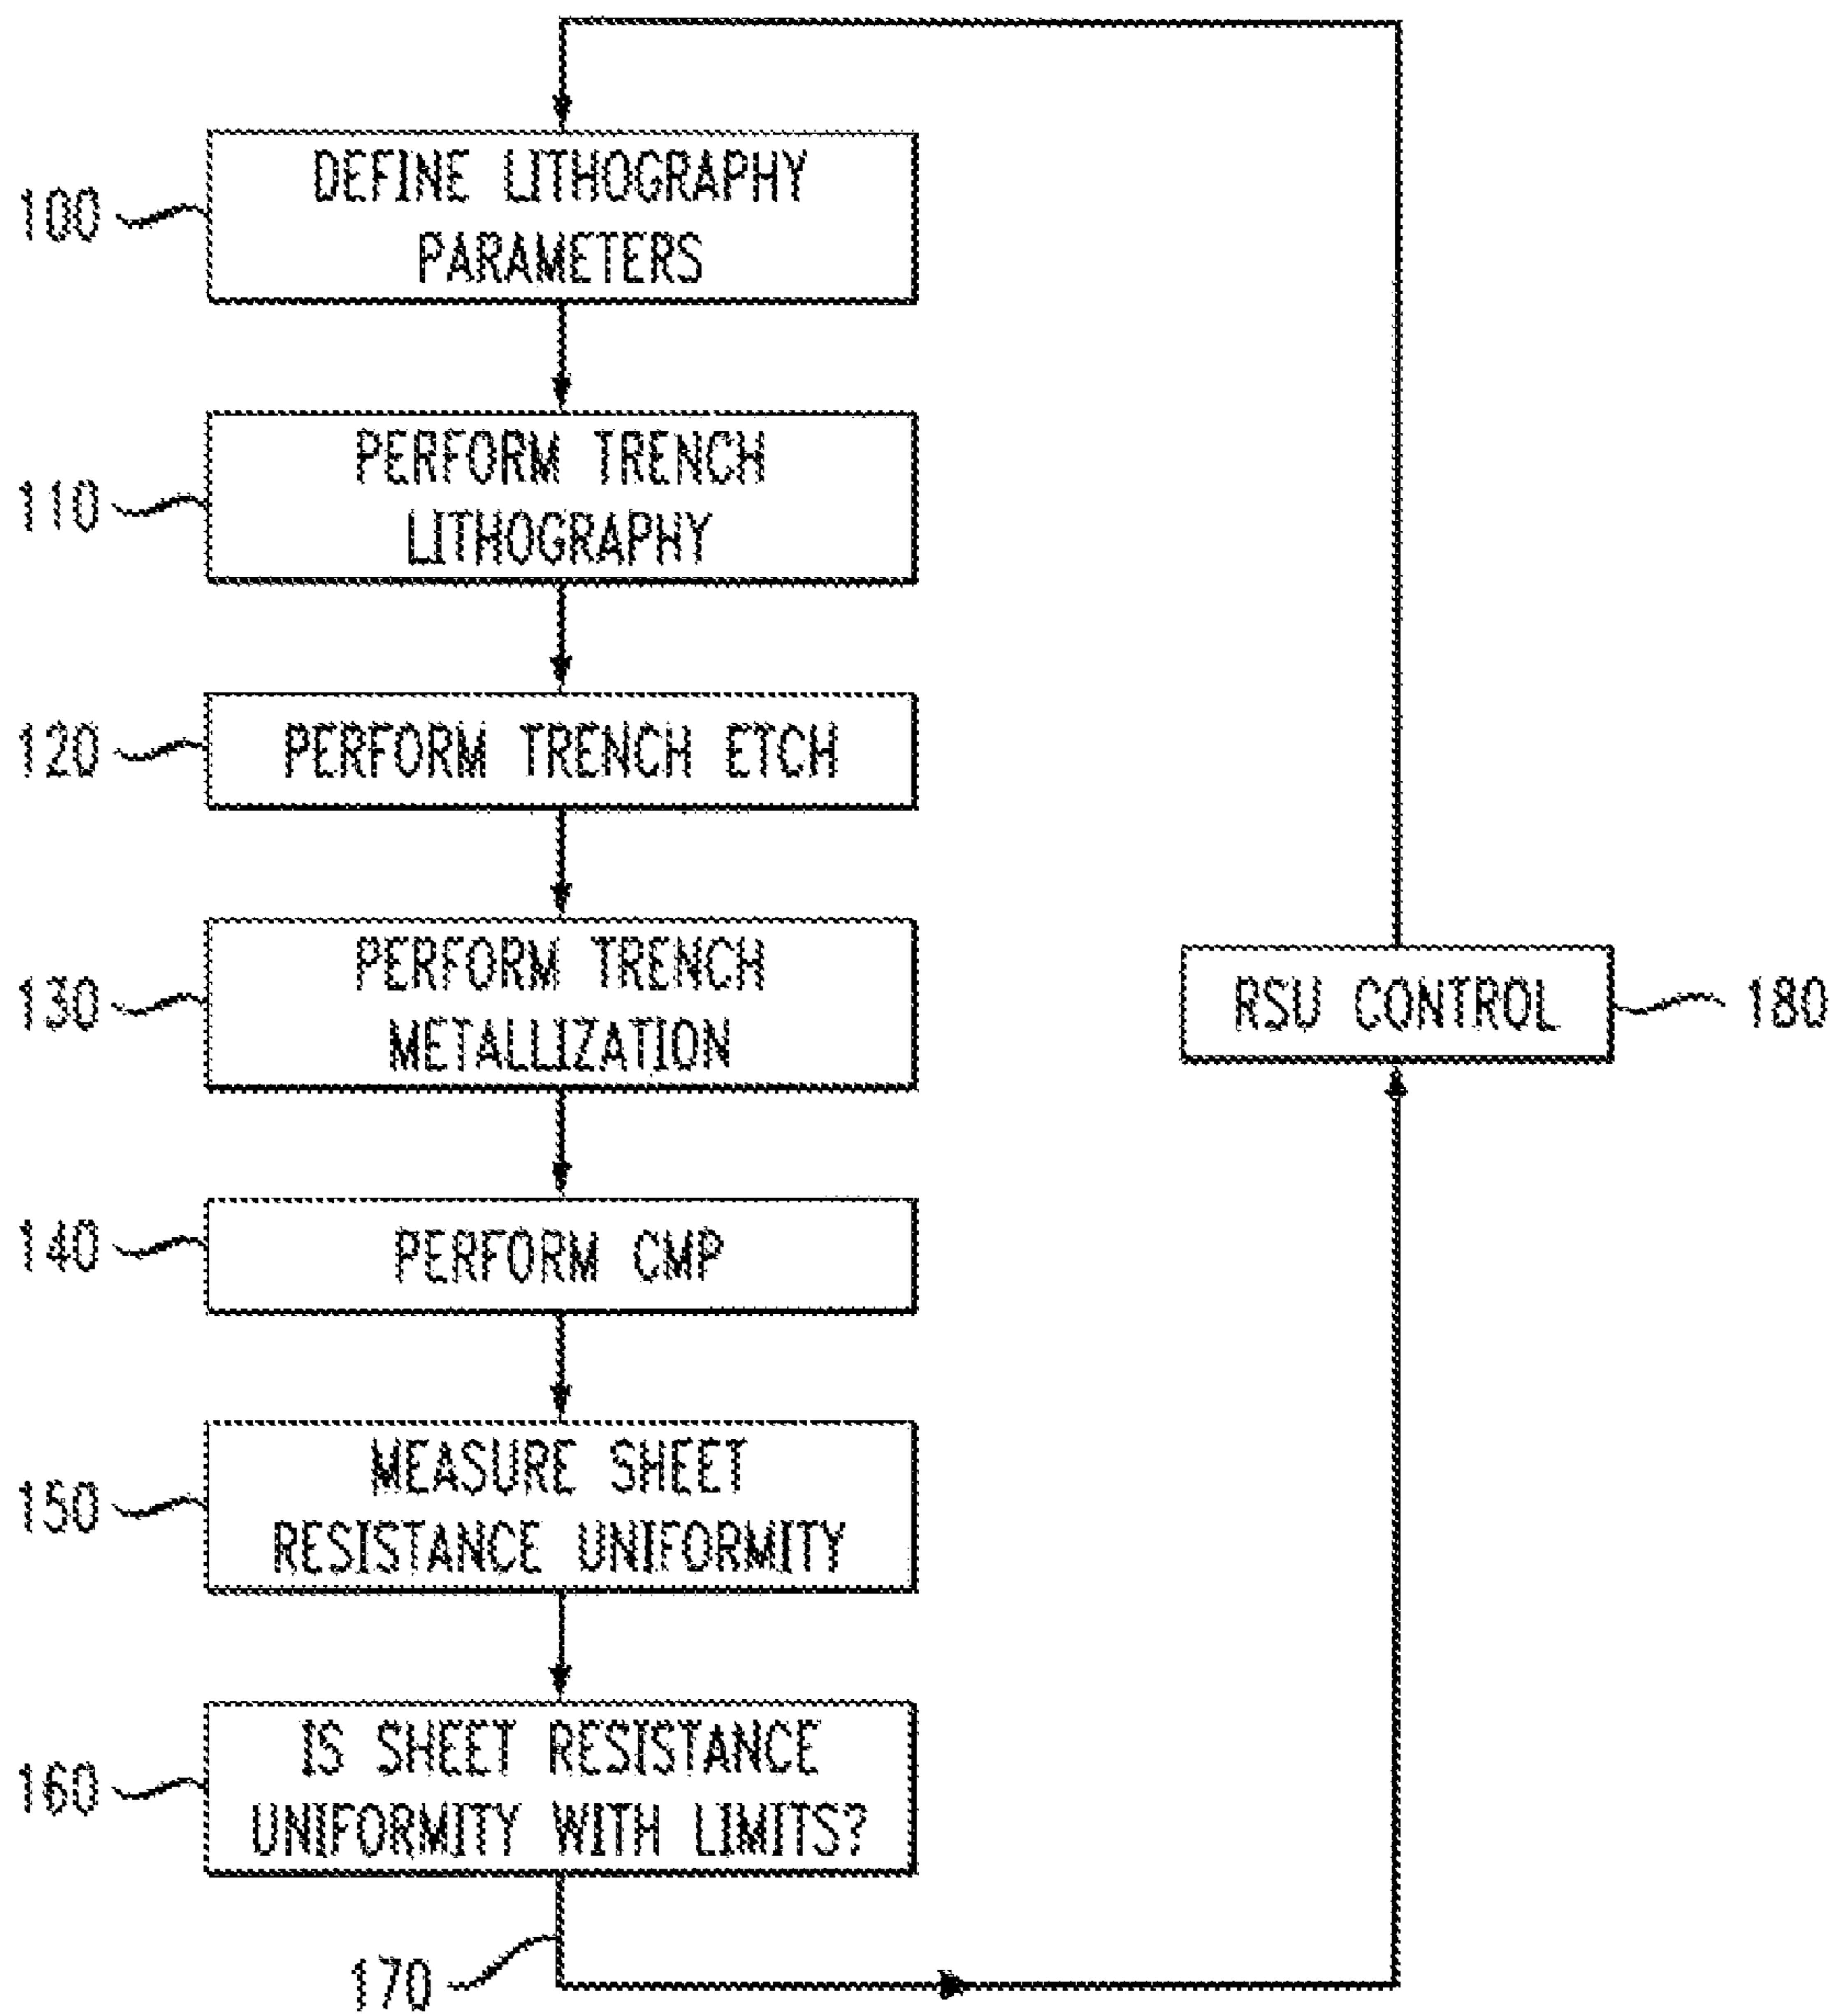 100
DEFINE LITHOGRAPHY
PARAMETERS
110
PERFORM TRENCH
LITHOGRAPHY
120
PERFORM TRENCH ETCH
130
PERFORM TRENCH
METALLIZATION
RSU CONTROL
180
140
PERFORM CMP
150
MEASURE SHEET
RESISTANCE UNIFORMITY
160
IS SHEET RESISTANCE
UNIFORMITY WITH LIMITS?
170